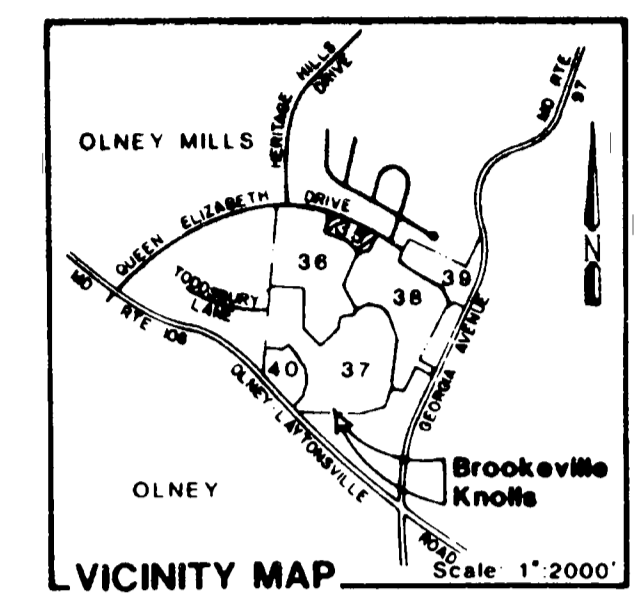 HERITAGE MILLS
DRIVE
MD RTE
97
OLNEY MILLS
QUEEN ELIZABETH DRIVE
35
36
39
38
N
TODDSBURY
LANE
MD RTE 108
40
37
GEORGIA AVENUE
OLNEY LAYTONSVILLE
ROAD
Brookeville
Knolls
OLNEY
VICINITY MAP
Scale 1":2000'